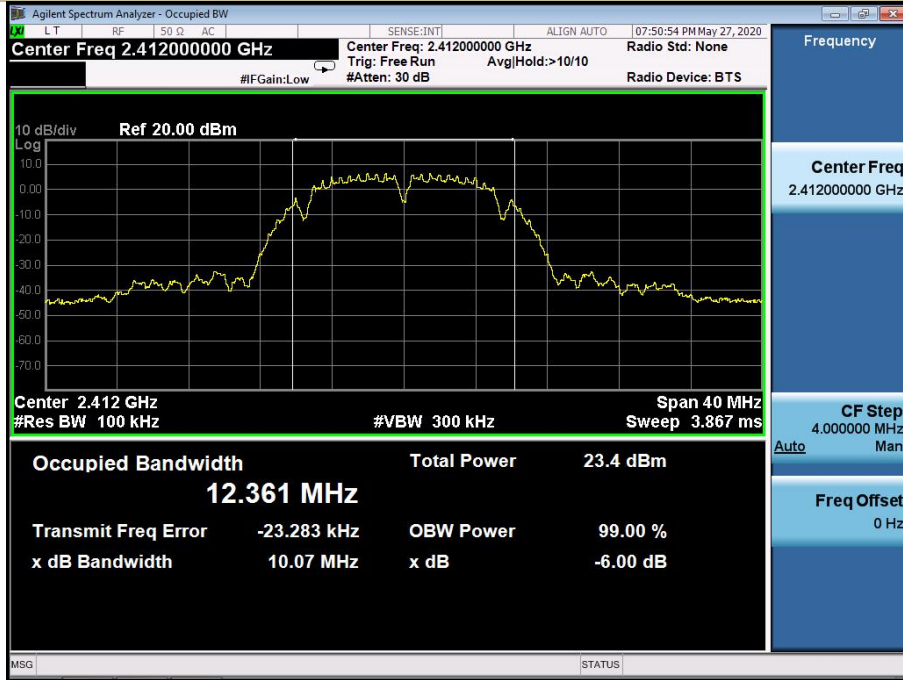 Agilent Spectrum Analyzer - Occupied BW
LXI L T RF 50 Ω AC SENSE:INT ALIGN AUTO 07:50:54 PM May 27, 2020
Center Freq 2.412000000 GHz
Center Freq: 2.412000000 GHz Radio Std: None
Trig: Free Run Avg|Hold:>10/10
#IFGain:Low #Atten: 30 dB Radio Device: BTS
10 dB/div Ref 20.00 dBm
Log
10.0
0.00
-10.0
-20.0
-30.0
-40.0
-50.0
-60.0
-70.0
Center 2.412 GHz Span 40 MHz
#Res BW 100 kHz #VBW 300 kHz Sweep 3.867 ms
Occupied Bandwidth Total Power 23.4 dBm
12.361 MHz
Transmit Freq Error -23.283 kHz OBW Power 99.00 %
x dB Bandwidth 10.07 MHz x dB -6.00 dB
MSG STATUS
Frequency
Center Freq
2.412000000 GHz
CF Step
4.000000 MHz
Auto Man
Freq Offset
0 Hz